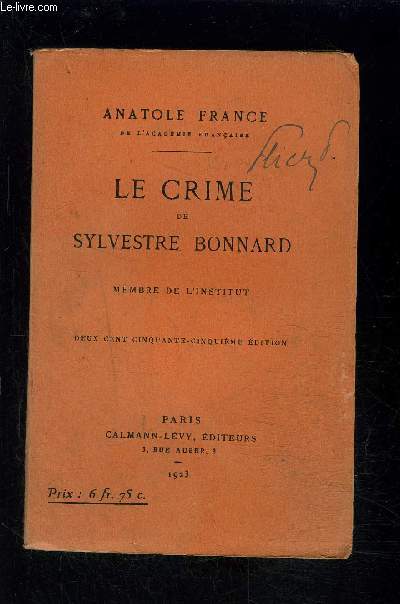 Le-Livre.com
ANATOLE FRANCE
DE L'ACADÉMIE FRANÇAISE
LE CRIME
DE
SYLVESTRE BONNARD
MEMBRE DE L'INSTITUT
DEUX CENT CINQUANTE-CINQUIÈME ÉDITION
PARIS
CALMANN-LÉVY, ÉDITEURS
3, RUE AUBER, 3
1923
Prix : 6 fr. 75 c.